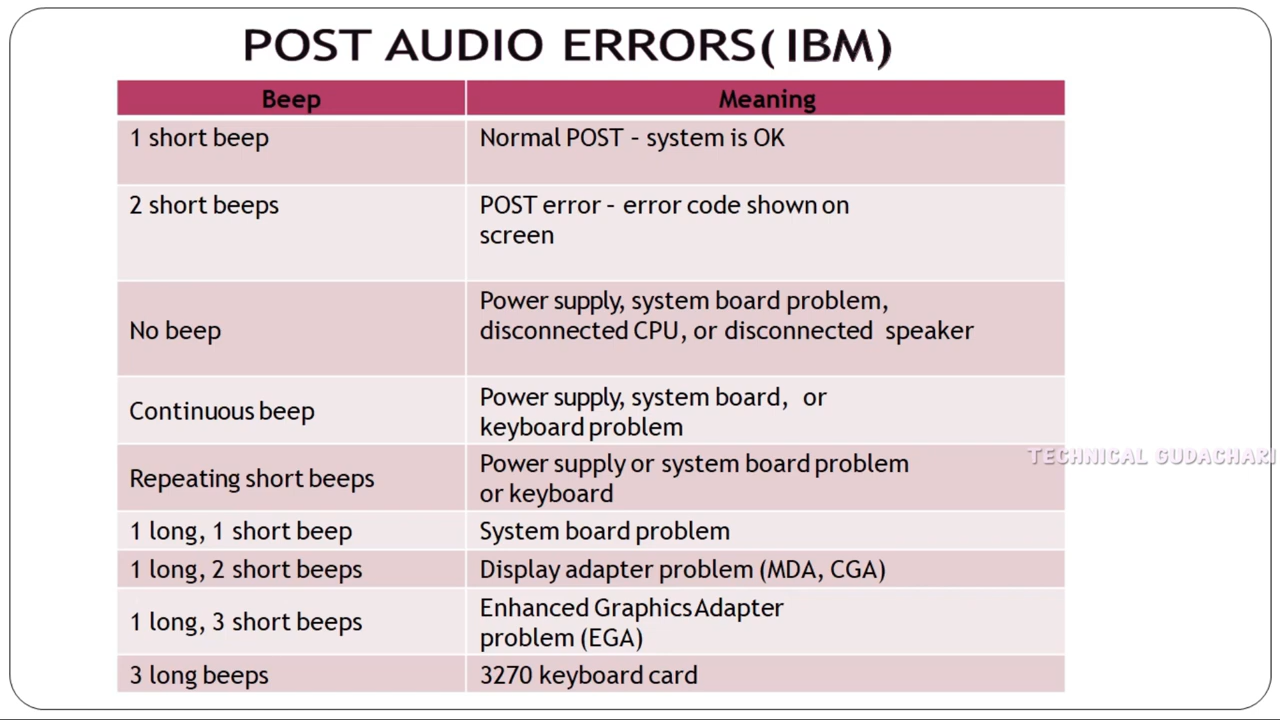 POST AUDIO ERRORS( IBM)
Beep Meaning
1 short beep Normal POST – system is OK
2 short beeps POST error – error code shown on
screen
No beep Power supply, system board problem,
disconnected CPU, or disconnected speaker
Continuous beep Power supply, system board, or
keyboard problem
Repeating short beeps Power supply or system board problem
or keyboard
1 long, 1 short beep System board problem
1 long, 2 short beeps Display adapter problem (MDA, CGA)
1 long, 3 short beeps Enhanced Graphics Adapter
problem (EGA)
3 long beeps 3270 keyboard card
TECHNICAL GUDACHARI